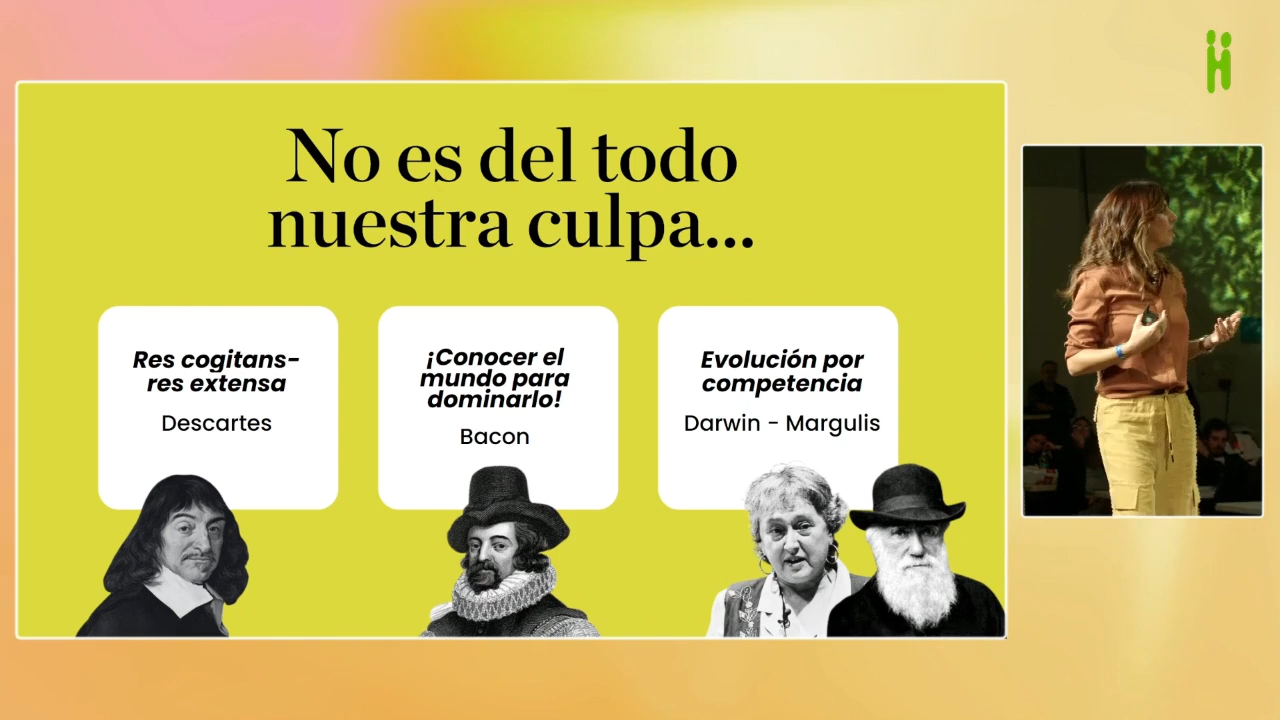 No es del todo
nuestra culpa...
Res cogitans-
res extensa
Descartes
¡Conocer el
mundo para
dominarlo!
Bacon
Evolución por
competencia
Darwin - Margulis